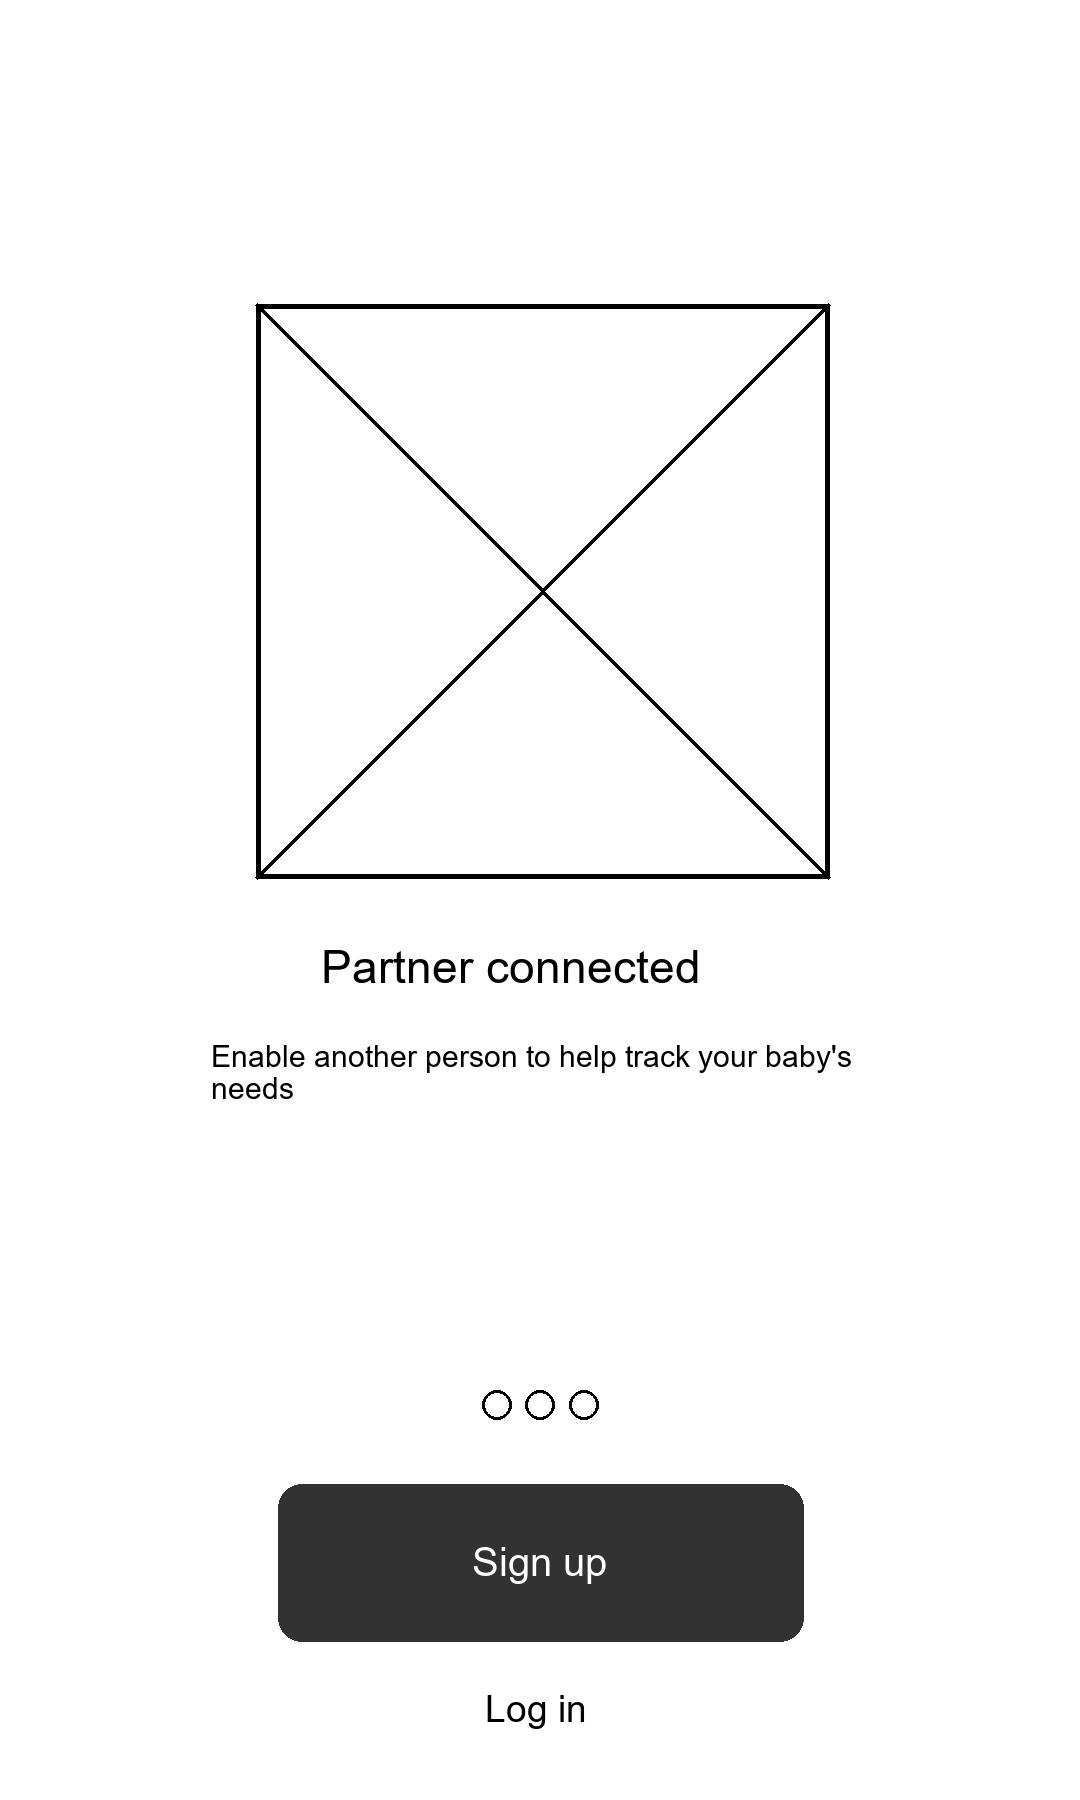 Partner connected
Enable another person to help track your baby's
needs
Sign up
Log in